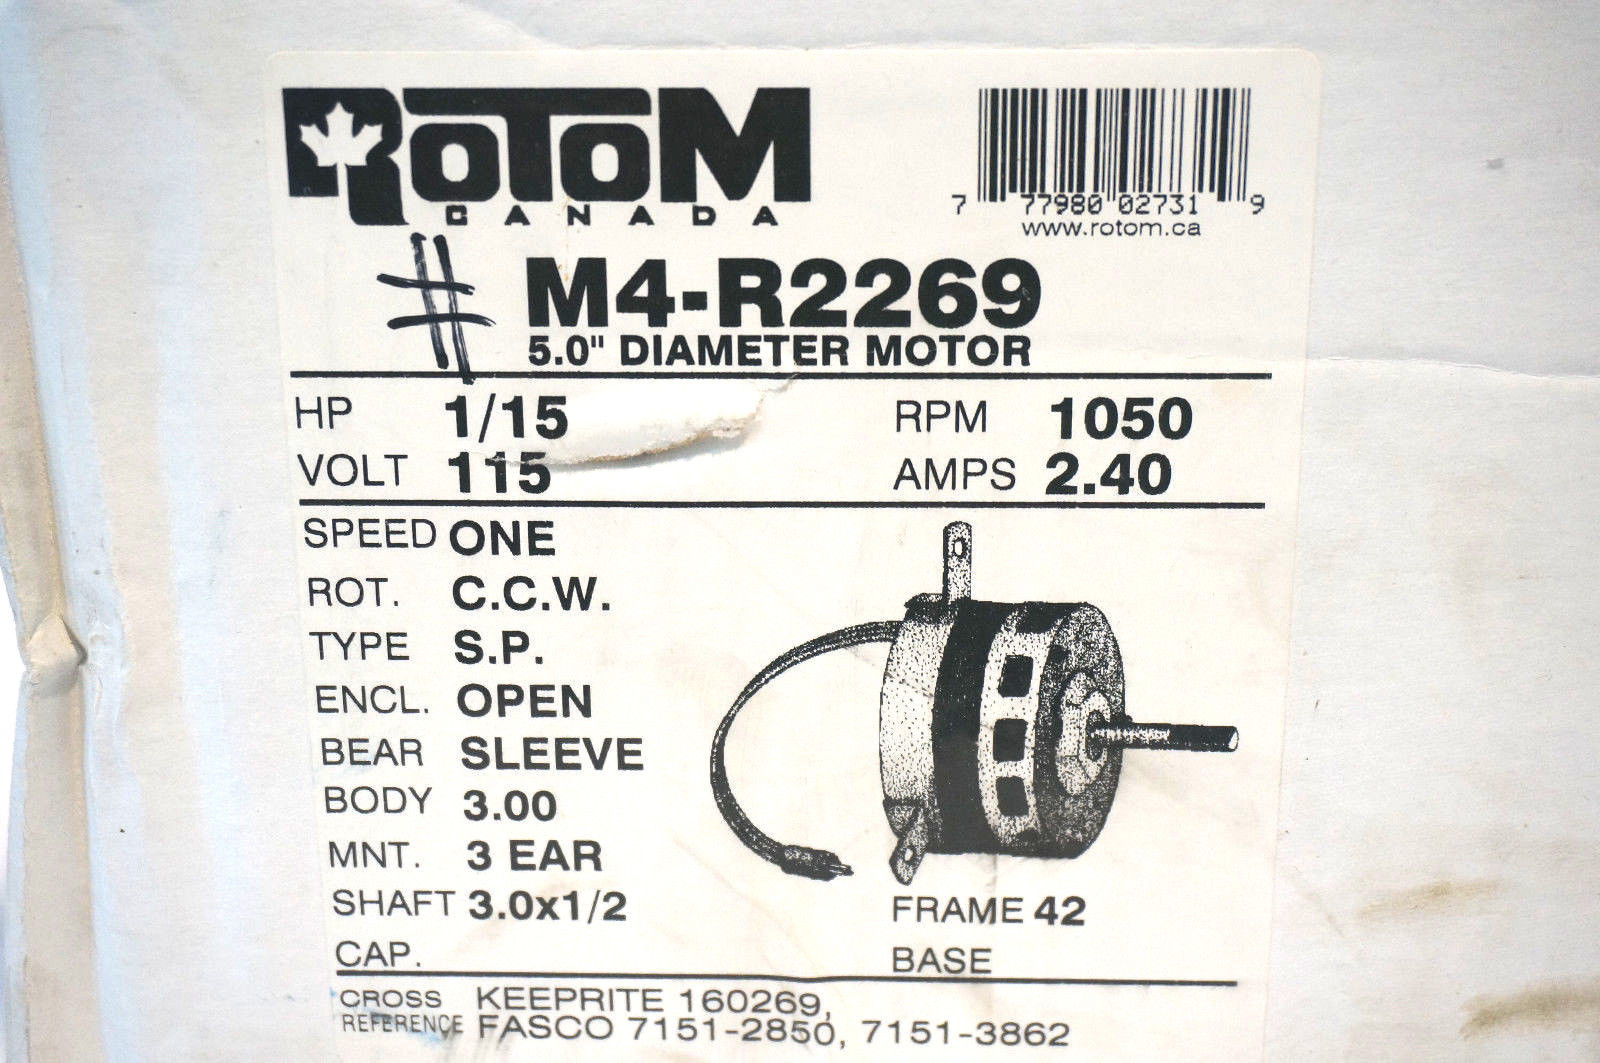 ROTOM
CANADA
7 77980 02731 9
www.rotom.ca
# M4-R2269
5.0" DIAMETER MOTOR
HP 1/15 RPM 1050
VOLT 115 AMPS 2.40
SPEED ONE
ROT. C.C.W.
TYPE S.P.
ENCL. OPEN
BEAR SLEEVE
BODY 3.00
MNT. 3 EAR
SHAFT 3.0x1/2 FRAME 42
CAP. BASE
CROSS REFERENCE KEEPRITE 160269,
FASCO 7151-2850, 7151-3862